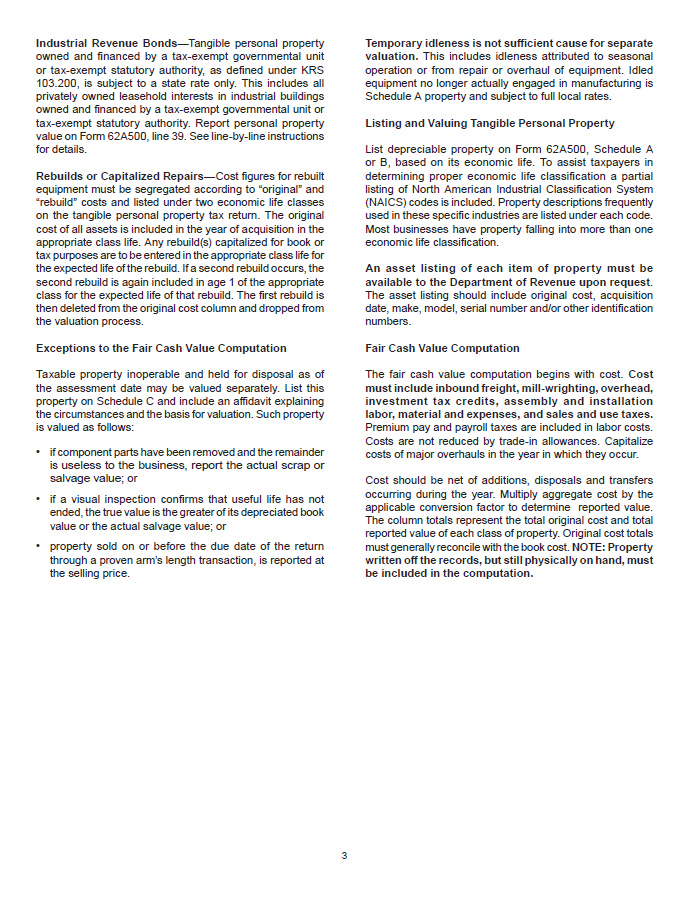 Industrial Revenue Bonds—Tangible personal property
owned and financed by a tax-exempt governmental unit
or tax-exempt statutory authority, as defined under KRS
103.200, is subject to a state rate only. This includes all
privately owned leasehold interests in industrial buildings
owned and financed by a tax-exempt governmental unit or
tax-exempt statutory authority. Report personal property
value on Form 62A500, line 39. See line-by-line instructions
for details.
Rebuilds or Capitalized Repairs—Cost figures for rebuilt
equipment must be segregated according to “original” and
“rebuild” costs and listed under two economic life classes
on the tangible personal property tax return. The original
cost of all assets is included in the year of acquisition in the
appropriate class life. Any rebuild(s) capitalized for book or
tax purposes are to be entered in the appropriate class life for
the expected life of the rebuild. If a second rebuild occurs, the
second rebuild is again included in age 1 of the appropriate
class for the expected life of that rebuild. The first rebuild is
then deleted from the original cost column and dropped from
the valuation process.
Exceptions to the Fair Cash Value Computation
Taxable property inoperable and held for disposal as of
the assessment date may be valued separately. List this
property on Schedule C and include an affidavit explaining
the circumstances and the basis for valuation. Such property
is valued as follows:
• if component parts have been removed and the remainder
is useless to the business, report the actual scrap or
salvage value; or
• if a visual inspection confirms that useful life has not
ended, the true value is the greater of its depreciated book
value or the actual salvage value; or
• property sold on or before the due date of the return
through a proven arm’s length transaction, is reported at
the selling price.
Temporary idleness is not sufficient cause for separate
valuation. This includes idleness attributed to seasonal
operation or from repair or overhaul of equipment. Idled
equipment no longer actually engaged in manufacturing is
Schedule A property and subject to full local rates.
Listing and Valuing Tangible Personal Property
List depreciable property on Form 62A500, Schedule A
or B, based on its economic life. To assist taxpayers in
determining proper economic life classification a partial
listing of North American Industrial Classification System
(NAICS) codes is included. Property descriptions frequently
used in these specific industries are listed under each code.
Most businesses have property falling into more than one
economic life classification.
An asset listing of each item of property must be
available to the Department of Revenue upon request.
The asset listing should include original cost, acquisition
date, make, model, serial number and/or other identification
numbers.
Fair Cash Value Computation
The fair cash value computation begins with cost. Cost
must include inbound freight, mill-wrighting, overhead,
investment tax credits, assembly and installation
labor, material and expenses, and sales and use taxes.
Premium pay and payroll taxes are included in labor costs.
Costs are not reduced by trade-in allowances. Capitalize
costs of major overhauls in the year in which they occur.
Cost should be net of additions, disposals and transfers
occurring during the year. Multiply aggregate cost by the
applicable conversion factor to determine reported value.
The column totals represent the total original cost and total
reported value of each class of property. Original cost totals
must generally reconcile with the book cost. NOTE: Property
written off the records, but still physically on hand, must
be included in the computation.
3